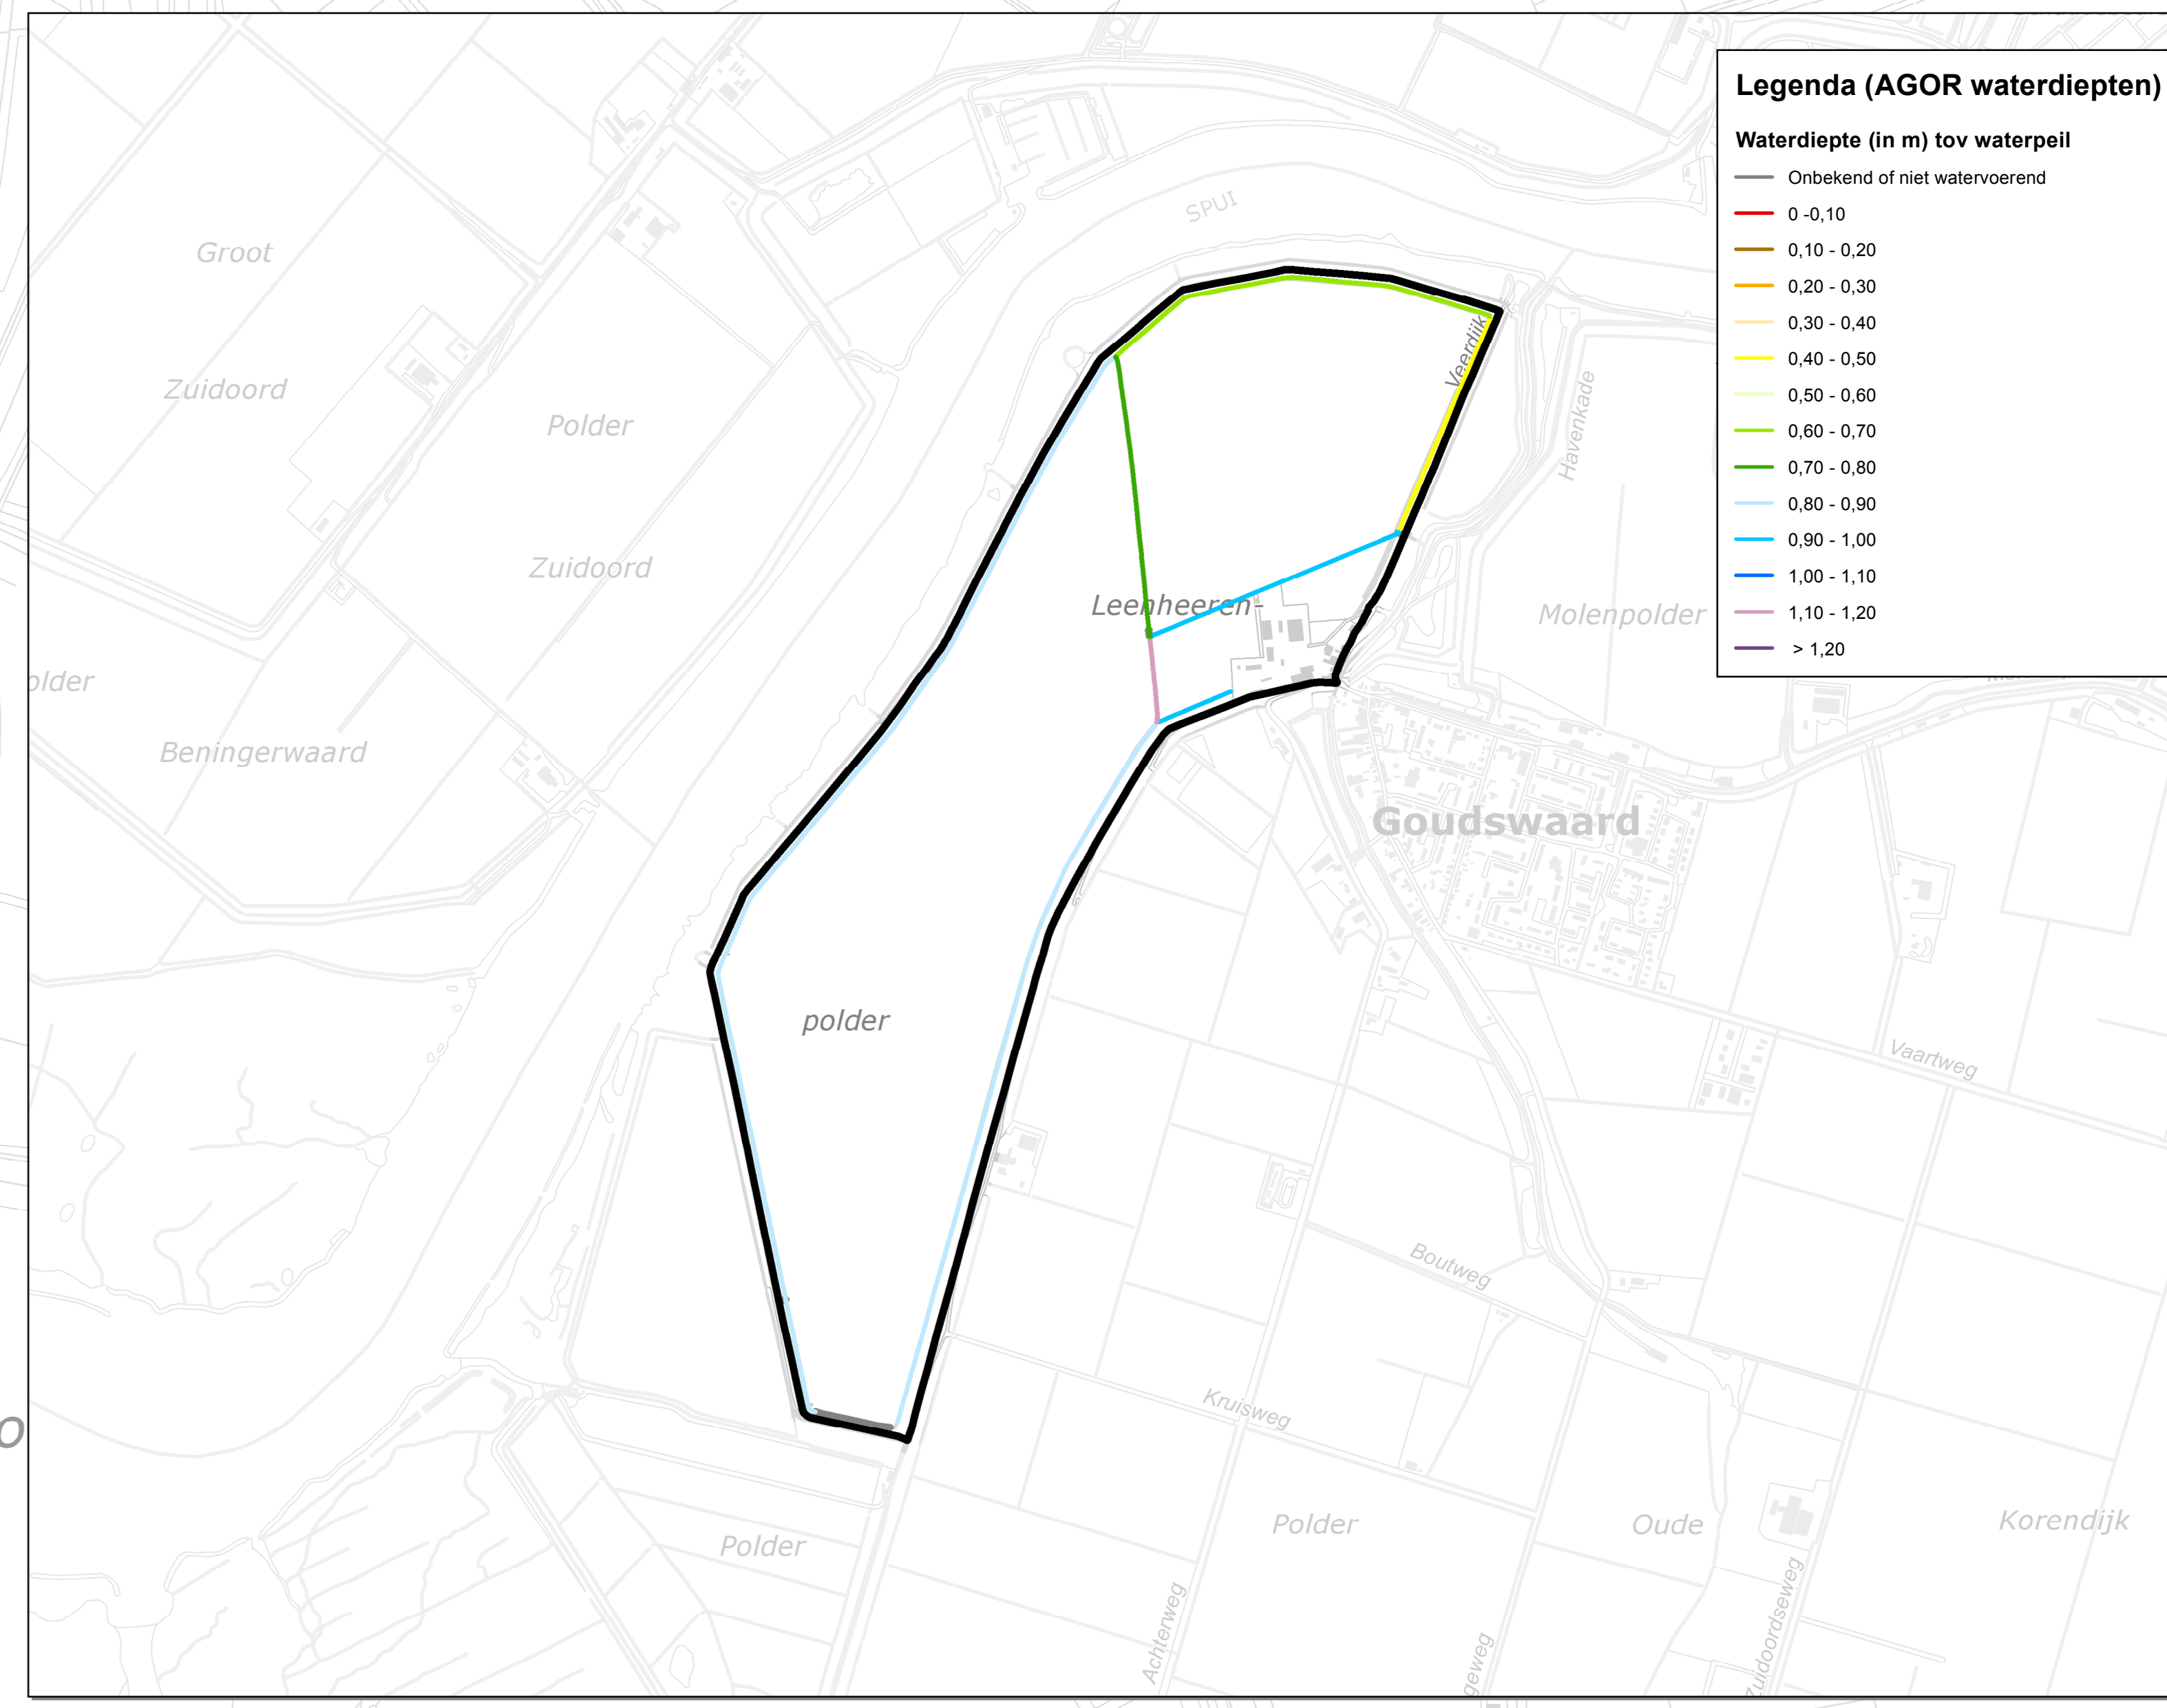 Legenda (AGOR waterdiepten)
Waterdiepte (in m) tov waterpeil
Onbekend of niet watervoerend
0 -0,10
0,10 - 0,20
0,20 - 0,30
0,30 - 0,40
0,40 - 0,50
0,50 - 0,60
0,60 - 0,70
0,70 - 0,80
0,80 - 0,90
0,90 - 1,00
1,00 - 1,10
1,10 - 1,20
> 1,20
SPUI
Groot
Zuidoord
Polder
Zuidoord
Veerdijk
Havenkade
Leenheeren-
Molenpolder
older
Beningerwaard
Goudswaard
polder
Vaartweg
Boutweg
Kruisweg
o
Polder
Polder
Oude
Korendijk
Achterweg
geweg
Zuidoordseweg